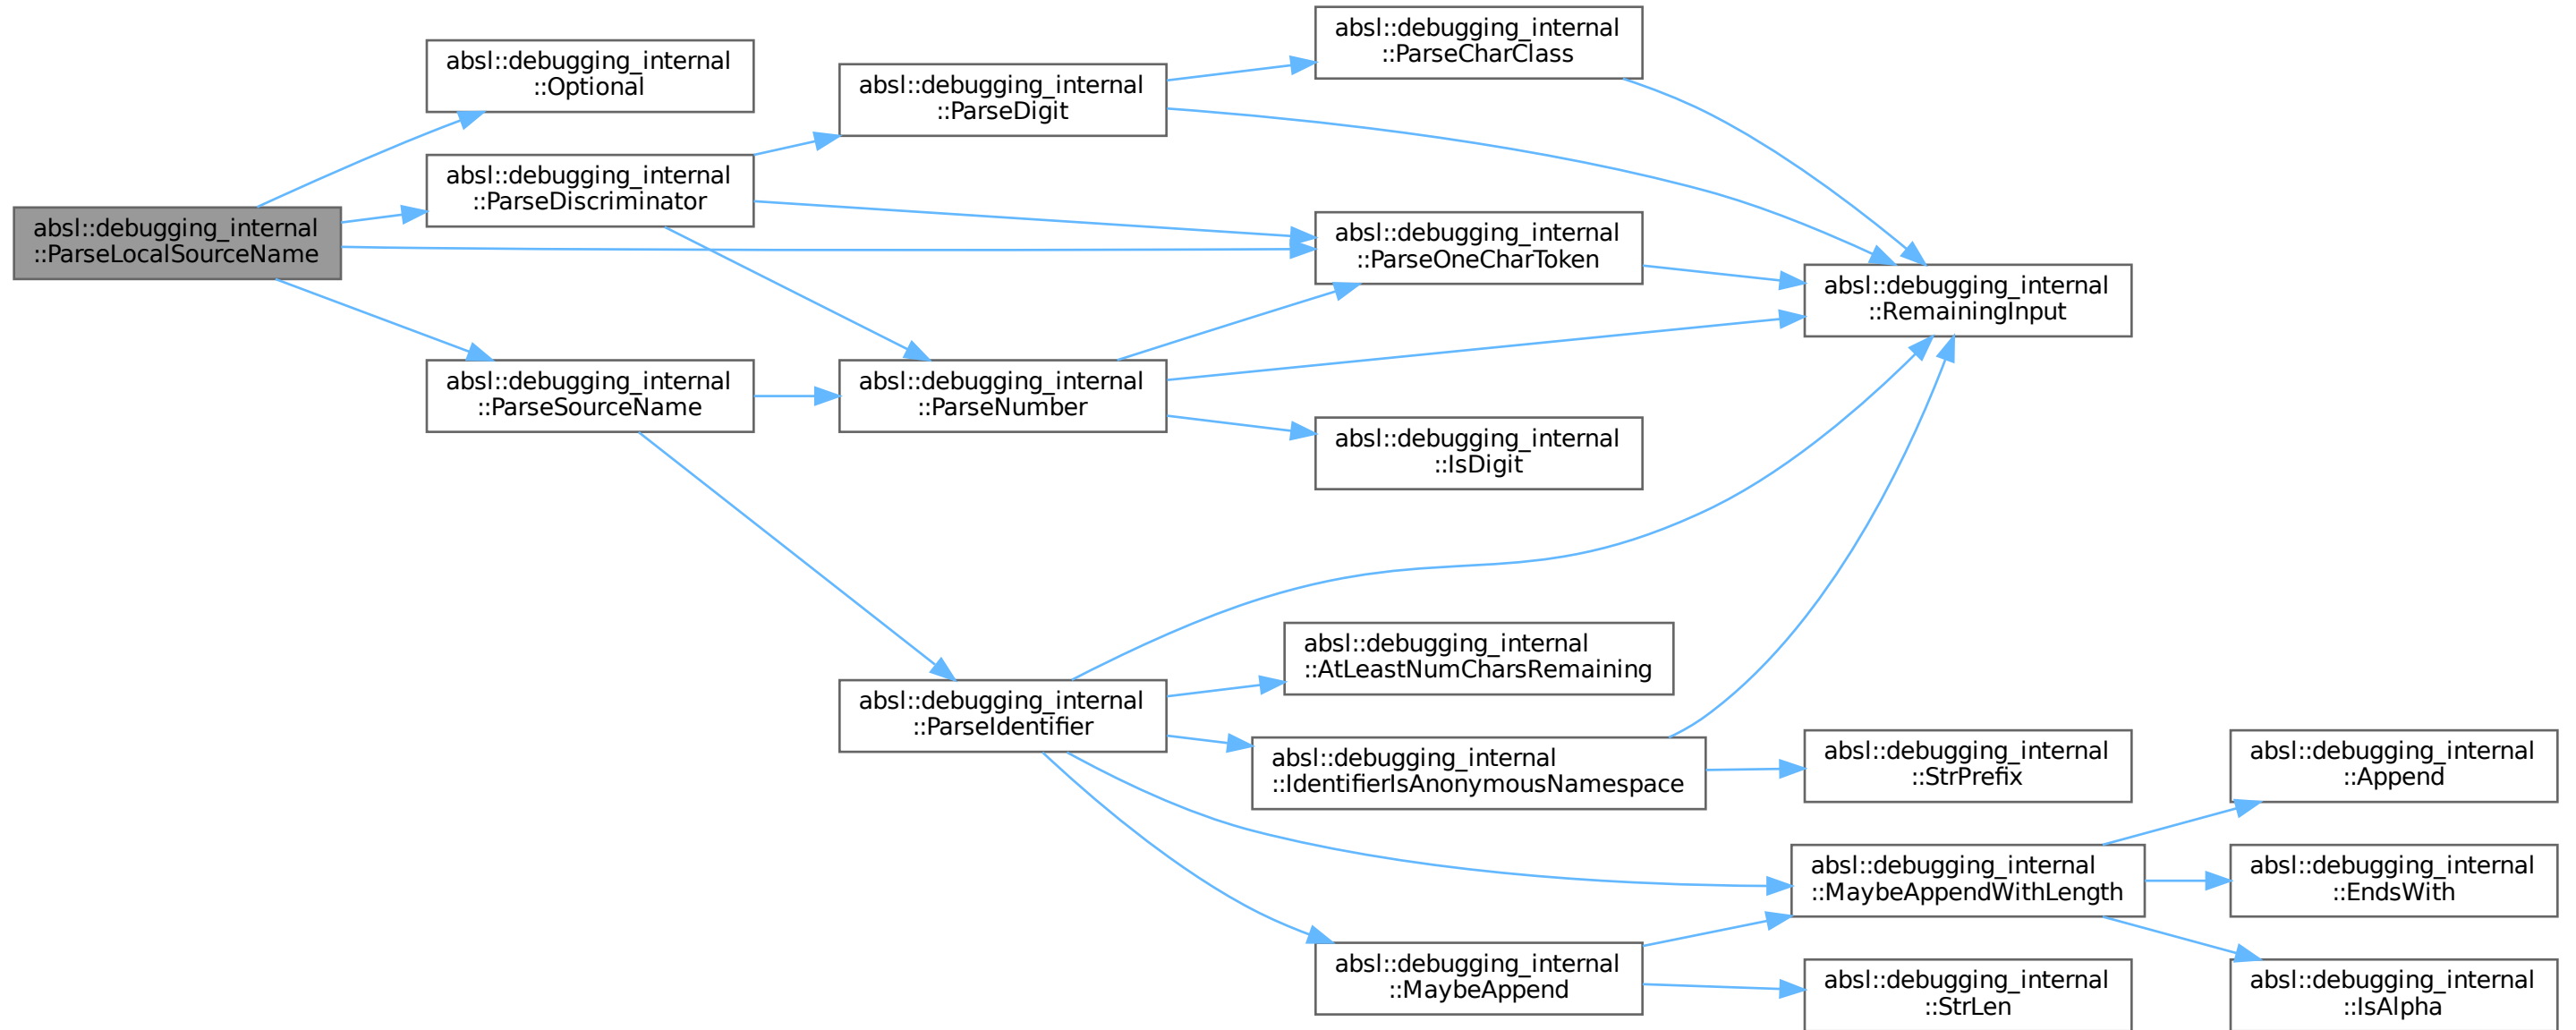 absl::debugging_internal
::ParseLocalSourceName
absl::debugging_internal
::Optional
absl::debugging_internal
::ParseDiscriminator
absl::debugging_internal
::ParseSourceName
absl::debugging_internal
::ParseDigit
absl::debugging_internal
::ParseNumber
absl::debugging_internal
::ParseIdentifier
absl::debugging_internal
::ParseCharClass
absl::debugging_internal
::ParseOneCharToken
absl::debugging_internal
::IsDigit
absl::debugging_internal
::AtLeastNumCharsRemaining
absl::debugging_internal
::IdentifierIsAnonymousNamespace
absl::debugging_internal
::MaybeAppend
absl::debugging_internal
::RemainingInput
absl::debugging_internal
::StrPrefix
absl::debugging_internal
::MaybeAppendWithLength
absl::debugging_internal
::StrLen
absl::debugging_internal
::Append
absl::debugging_internal
::EndsWith
absl::debugging_internal
::IsAlpha